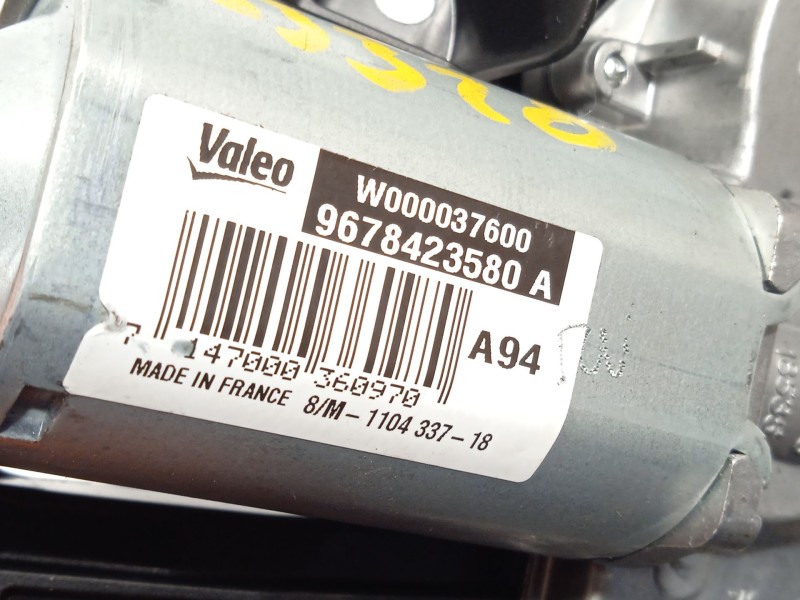 Valeo
W000037600
9678423580 A
A94
7 147000 360970
MADE IN FRANCE 8/M-1104 337-18